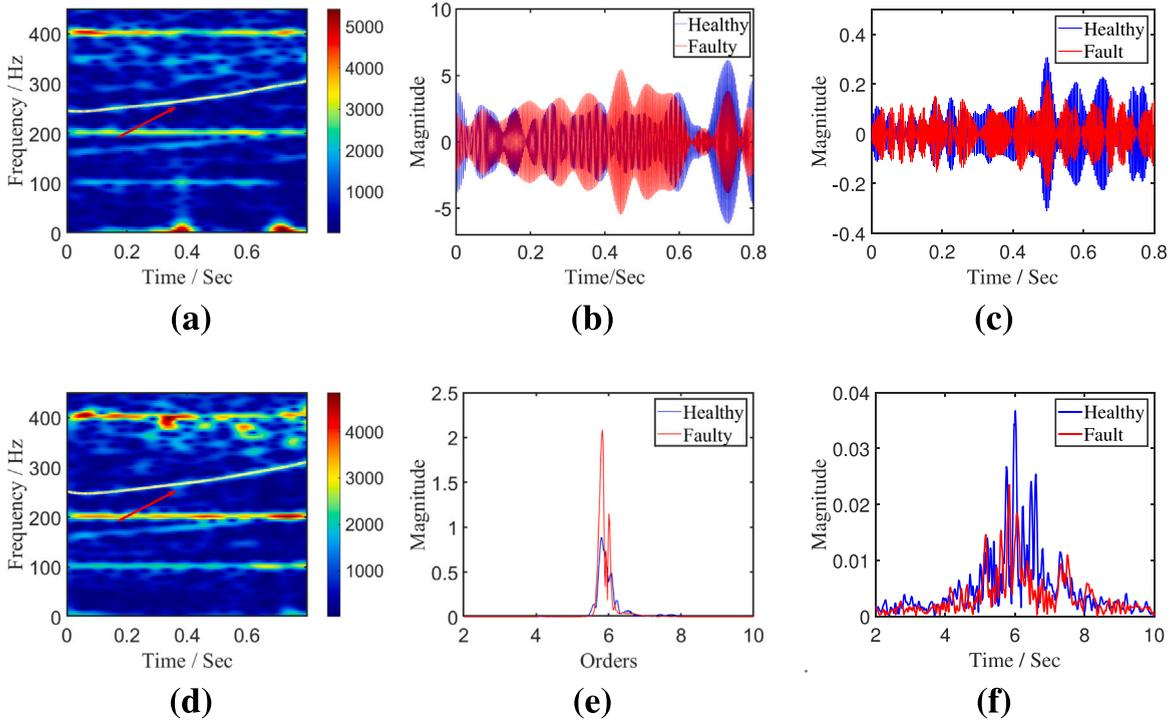 400
300
200
100
0
Frequency / Hz
0 0.2 0.4 0.6
Time / Sec
5000
4000
3000
2000
1000
(a)
10
5
0
-5
Magnitude
Healthy
Faulty
0 0.2 0.4 0.6 0.8
Time/Sec
(b)
0.4
0.2
0
-0.2
-0.4
Magnitude
Healthy
Fault
0 0.2 0.4 0.6 0.8
Time / Sec
(c)
400
300
200
100
0
Frequency / Hz
0 0.2 0.4 0.6
Time / Sec
4000
3000
2000
1000
(d)
2.5
2
1.5
1
0.5
0
Magnitude
Healthy
Faulty
2 4 6 8 10
Orders
(e)
0.04
0.03
0.02
0.01
0
Magnitude
Healthy
Fault
2 4 6 8 10
Time / Sec
(f)